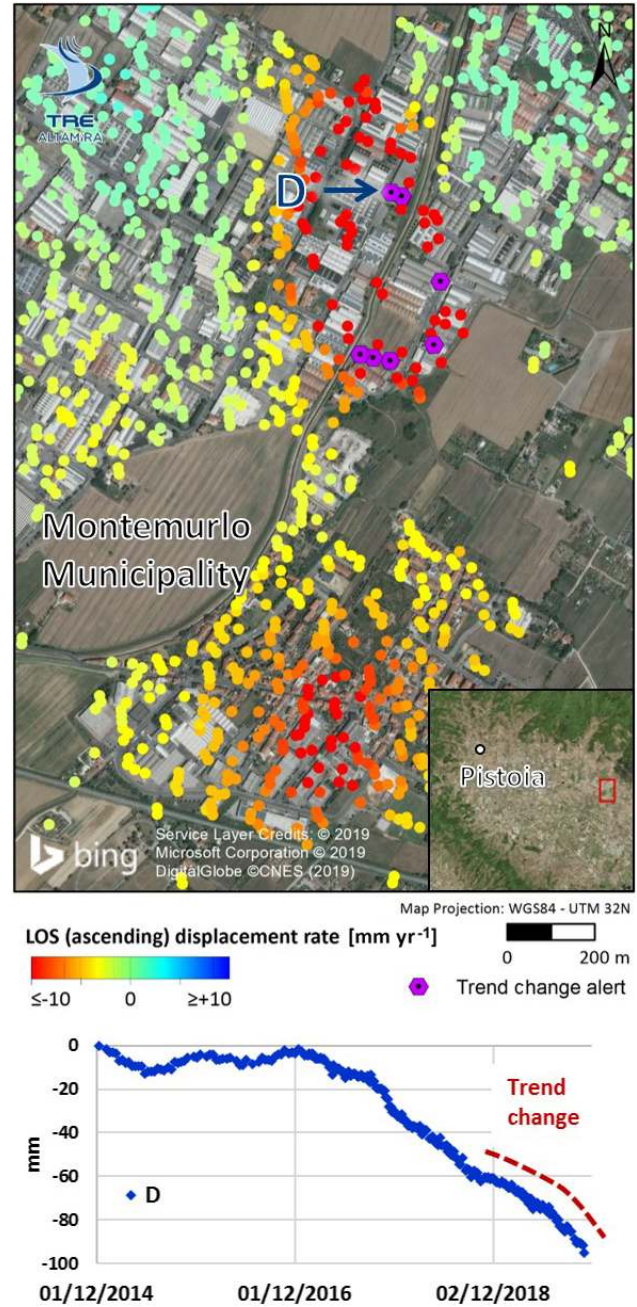 N
TRE
ALTAMIRA
D
Montemurlo
Municipality
Pistoia
bing
Service Layer Credits: © 2019
Microsoft Corporation © 2019
DigitalGlobe ©CNES (2019)
Map Projection: WGS84 - UTM 32N
LOS (ascending) displacement rate [mm yr⁻¹]
≤-10 0 ≥+10
0 200 m
Trend change alert
0
-20
-40
-60
-80
-100
mm
Trend
change
D
01/12/2014 01/12/2016 02/12/2018